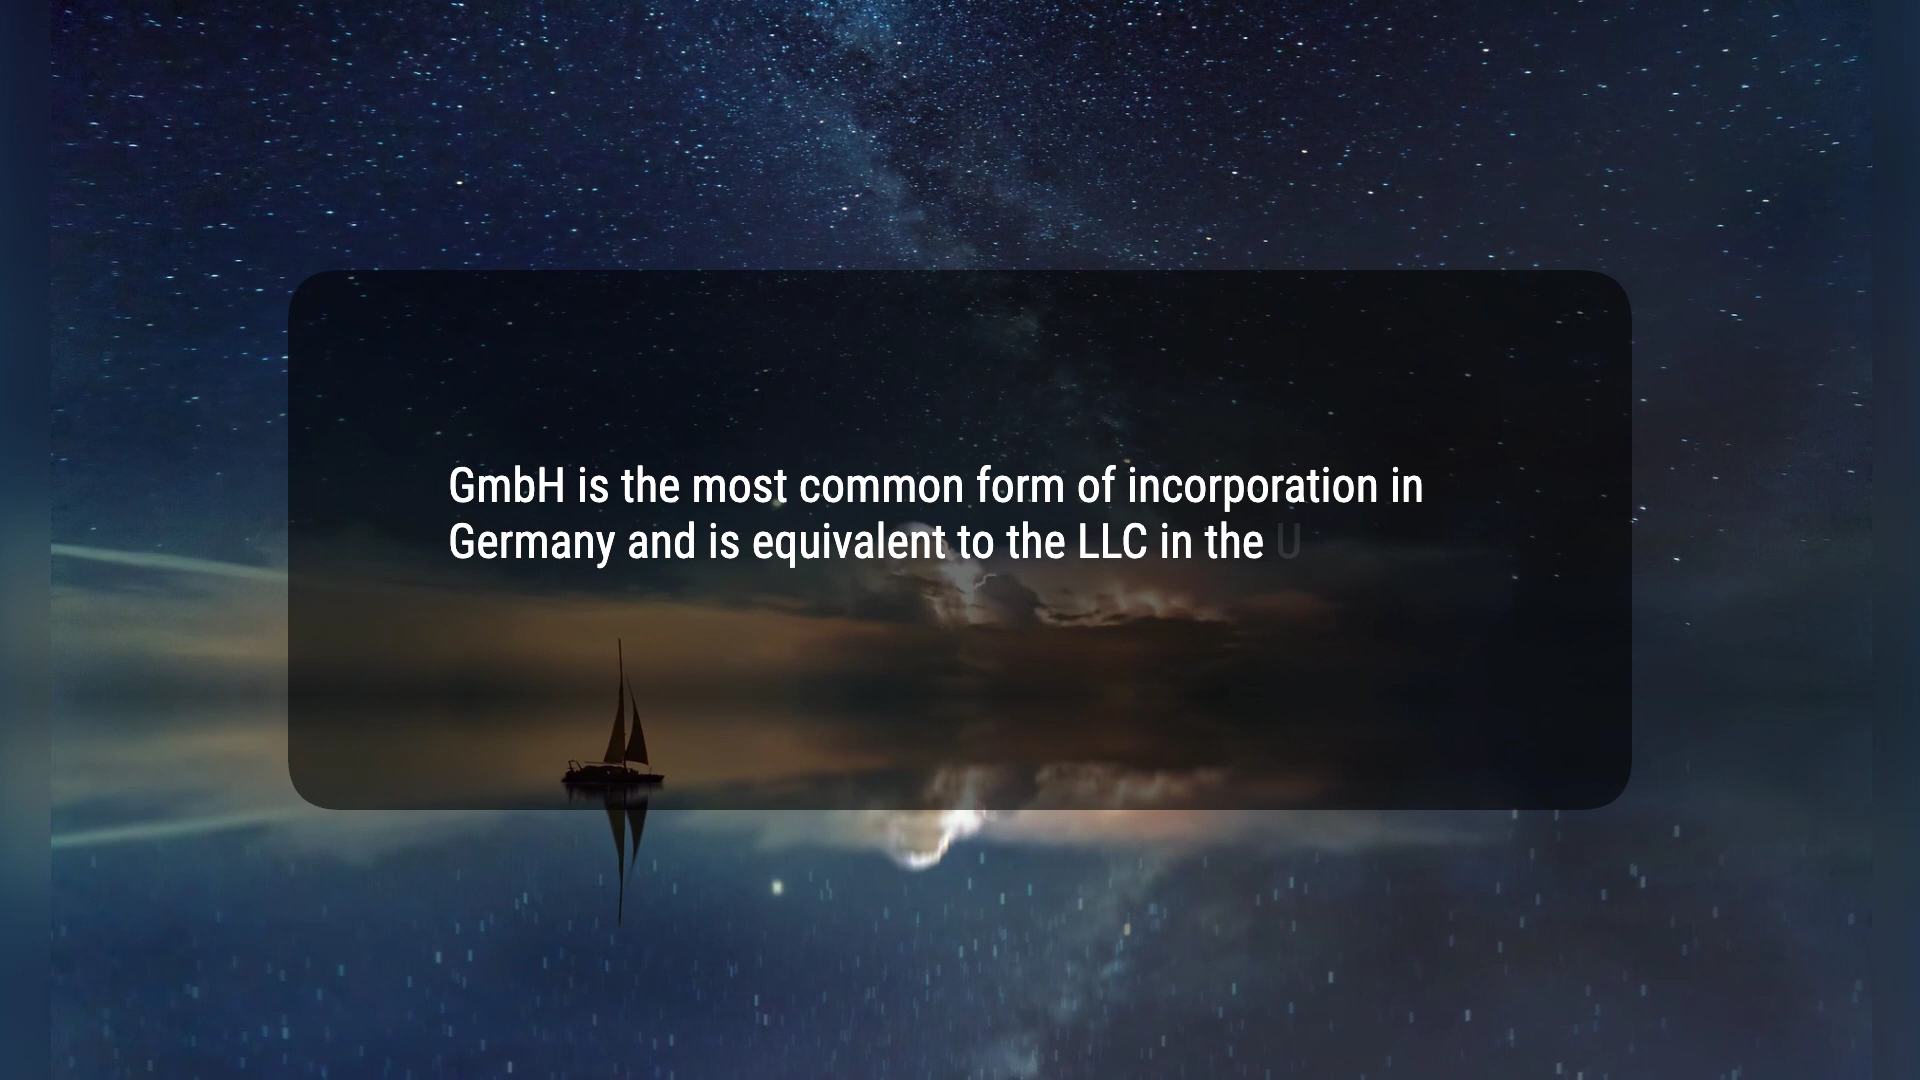 GmbH is the most common form of incorporation in
Germany and is equivalent to the LLC in the U